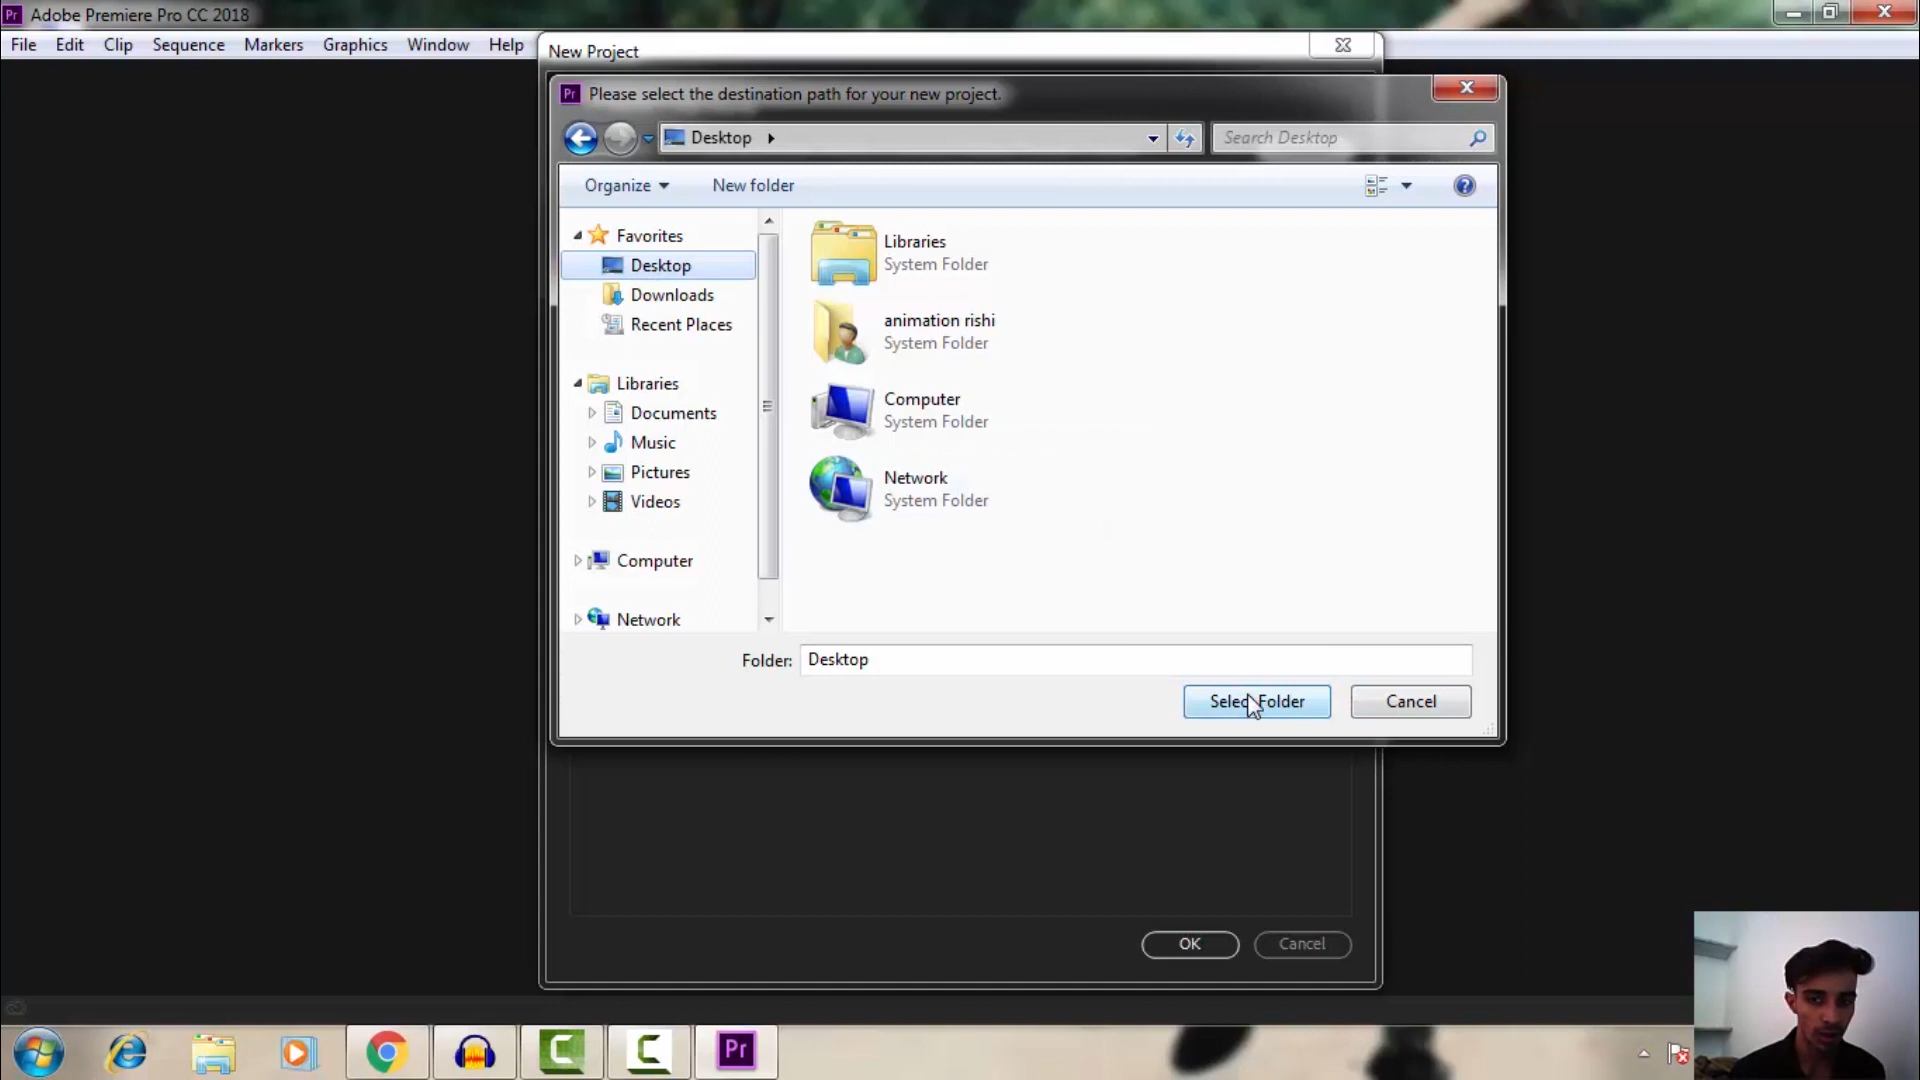 Pr Adobe Premiere Pro CC 2018
File Edit Clip Sequence Markers Graphics Window Help
New Project
Pr Please select the destination path for your new project.
Desktop
Search Desktop
Organize
New folder
Favorites
Desktop
Downloads
Recent Places
Libraries
Documents
Music
Pictures
Videos
Computer
Network
Libraries
System Folder
animation rishi
System Folder
Computer
System Folder
Network
System Folder
Folder: Desktop
Select Folder
Cancel
OK
Cancel
Pr